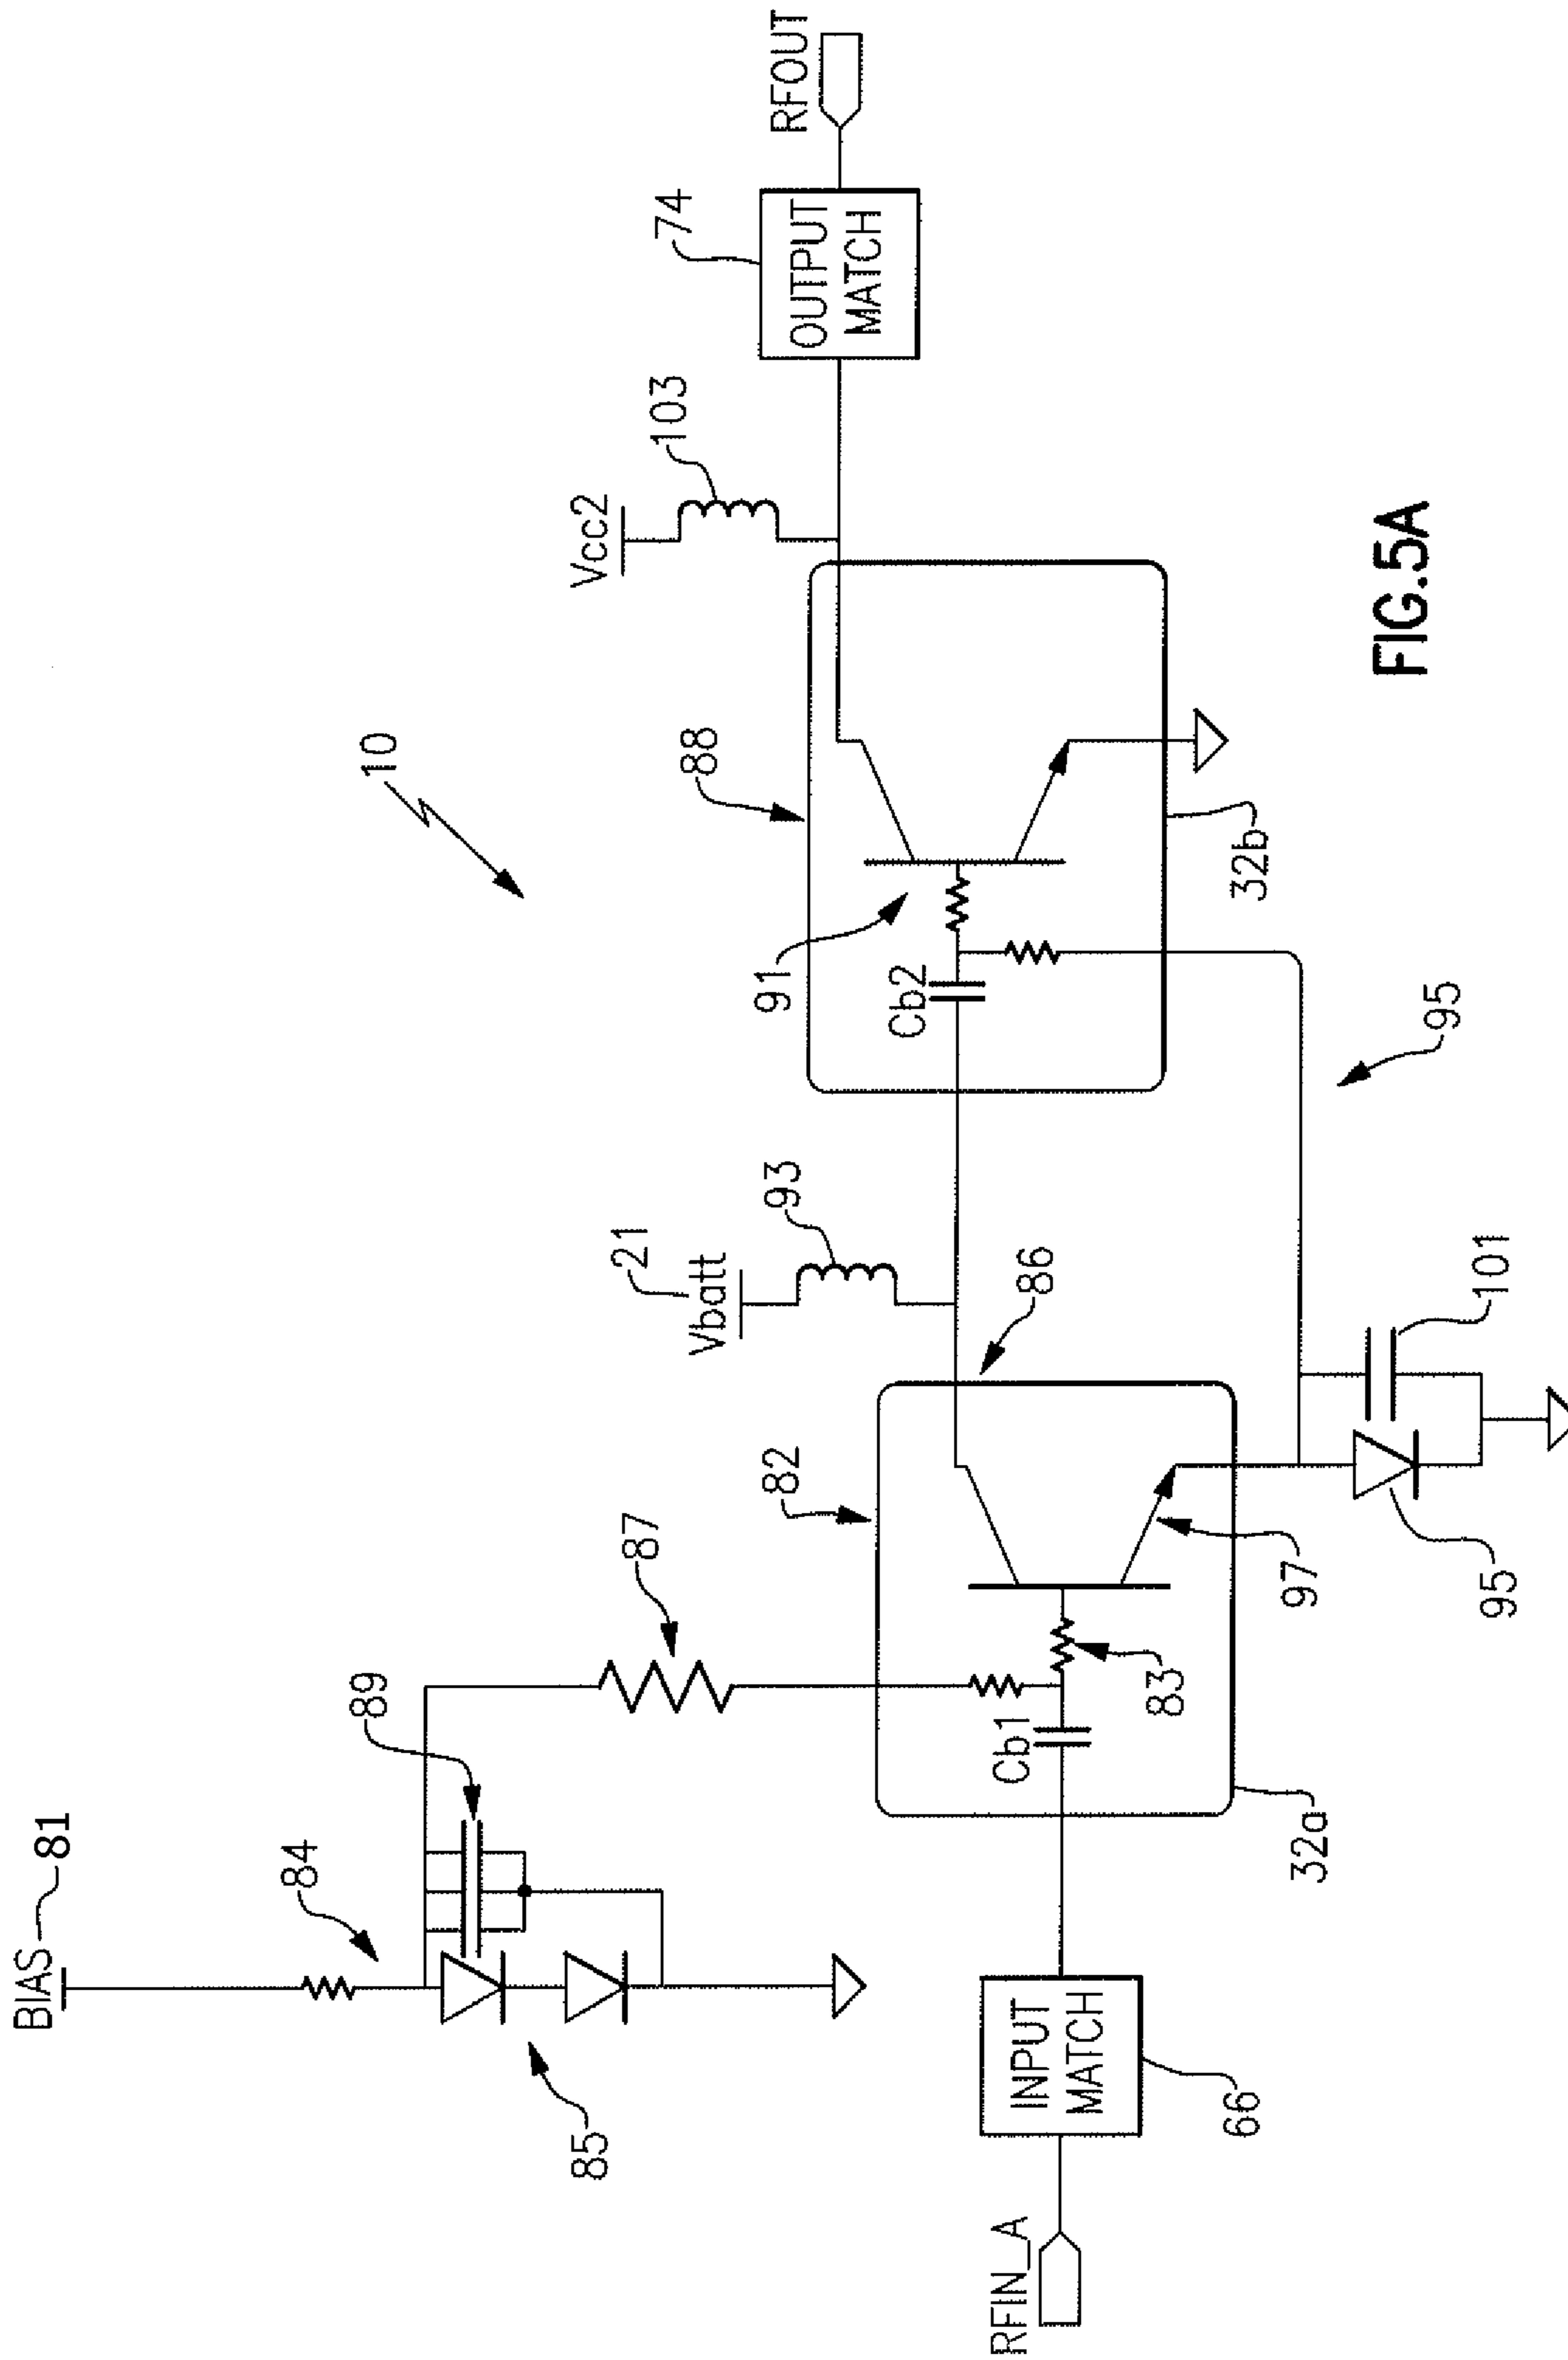 BIAS 81
84
89
85
87
10
Vcc2
103
74
21
Vbatt
93
88
82
86
91
Cb2
OUTPUT
MATCH
RFOUT
Cb1
83
97
32b
RFIN_A
INPUT
MATCH
66
32a
95
101
95
FIG.5A